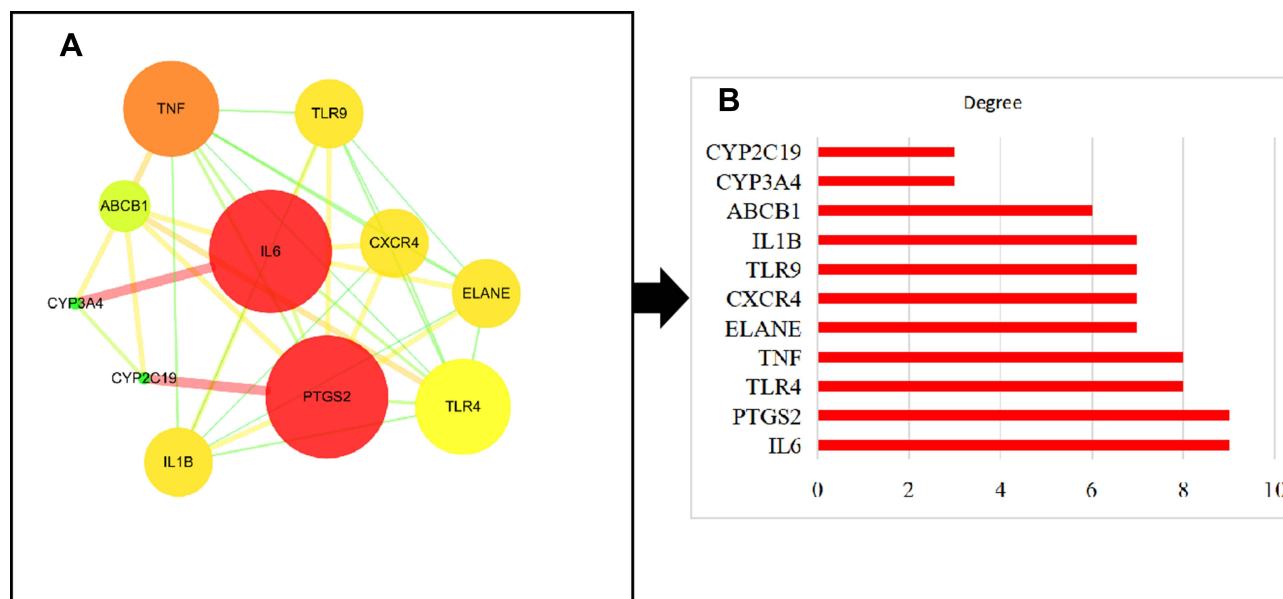 A
TNF
TLR9
ABCB1
IL6
CXCR4
ELANE
CYP3A4
CYP2C19
PTGS2
TLR4
IL1B
B
Degree
CYP2C19
CYP3A4
ABCB1
IL1B
TLR9
CXCR4
ELANE
TNF
TLR4
PTGS2
IL6
0 2 4 6 8 10